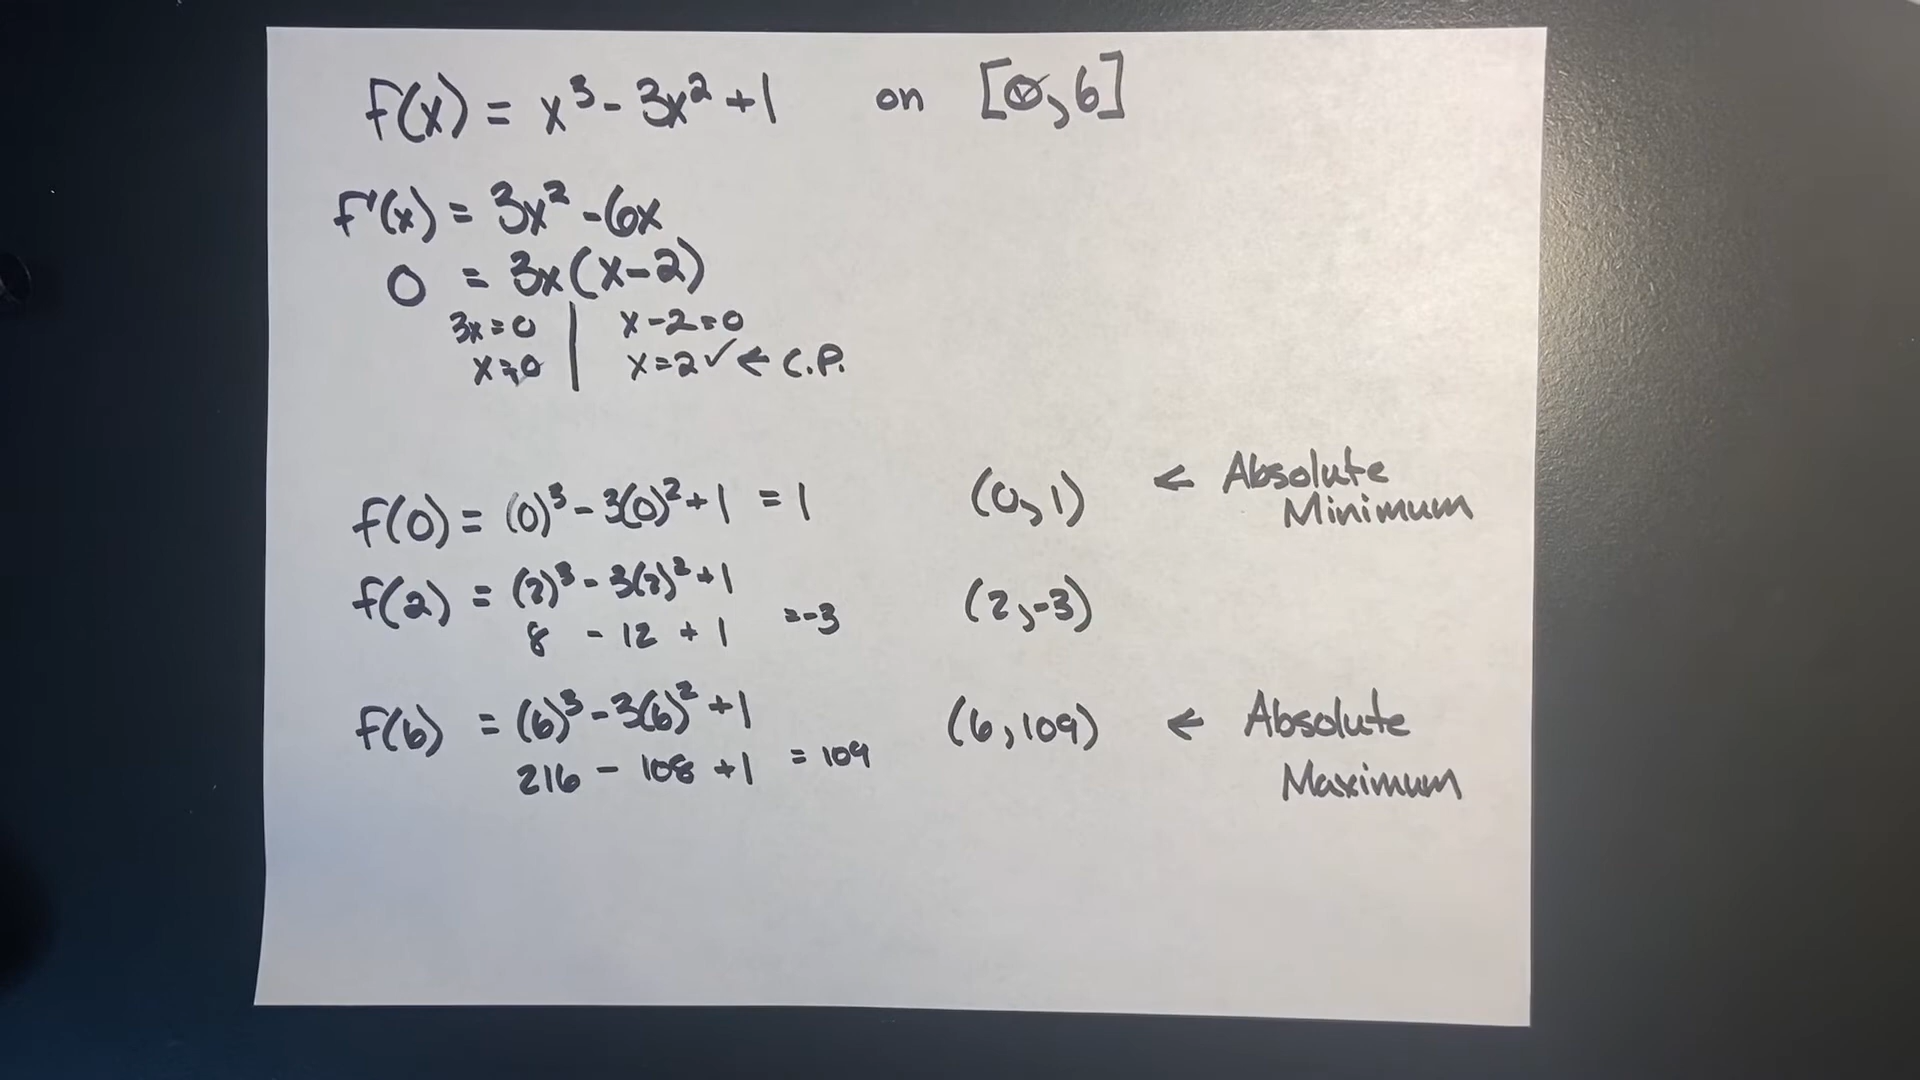 f(x) = x³ - 3x² + 1 on [0, 6]
f'(x) = 3x² - 6x
0 = 3x(x-2)
3x = 0 | x - 2 = 0
x = 0 | x = 2 ✓ ← C.P.
f(0) = (0)³ - 3(0)² + 1 = 1 (0, 1) ← Absolute
Minimum
f(2) = (2)³ - 3(2)² + 1
8 - 12 + 1 = -3 (2, -3)
f(6) = (6)³ - 3(6)² + 1 (6, 109) ← Absolute
216 - 108 + 1 = 109 Maximum